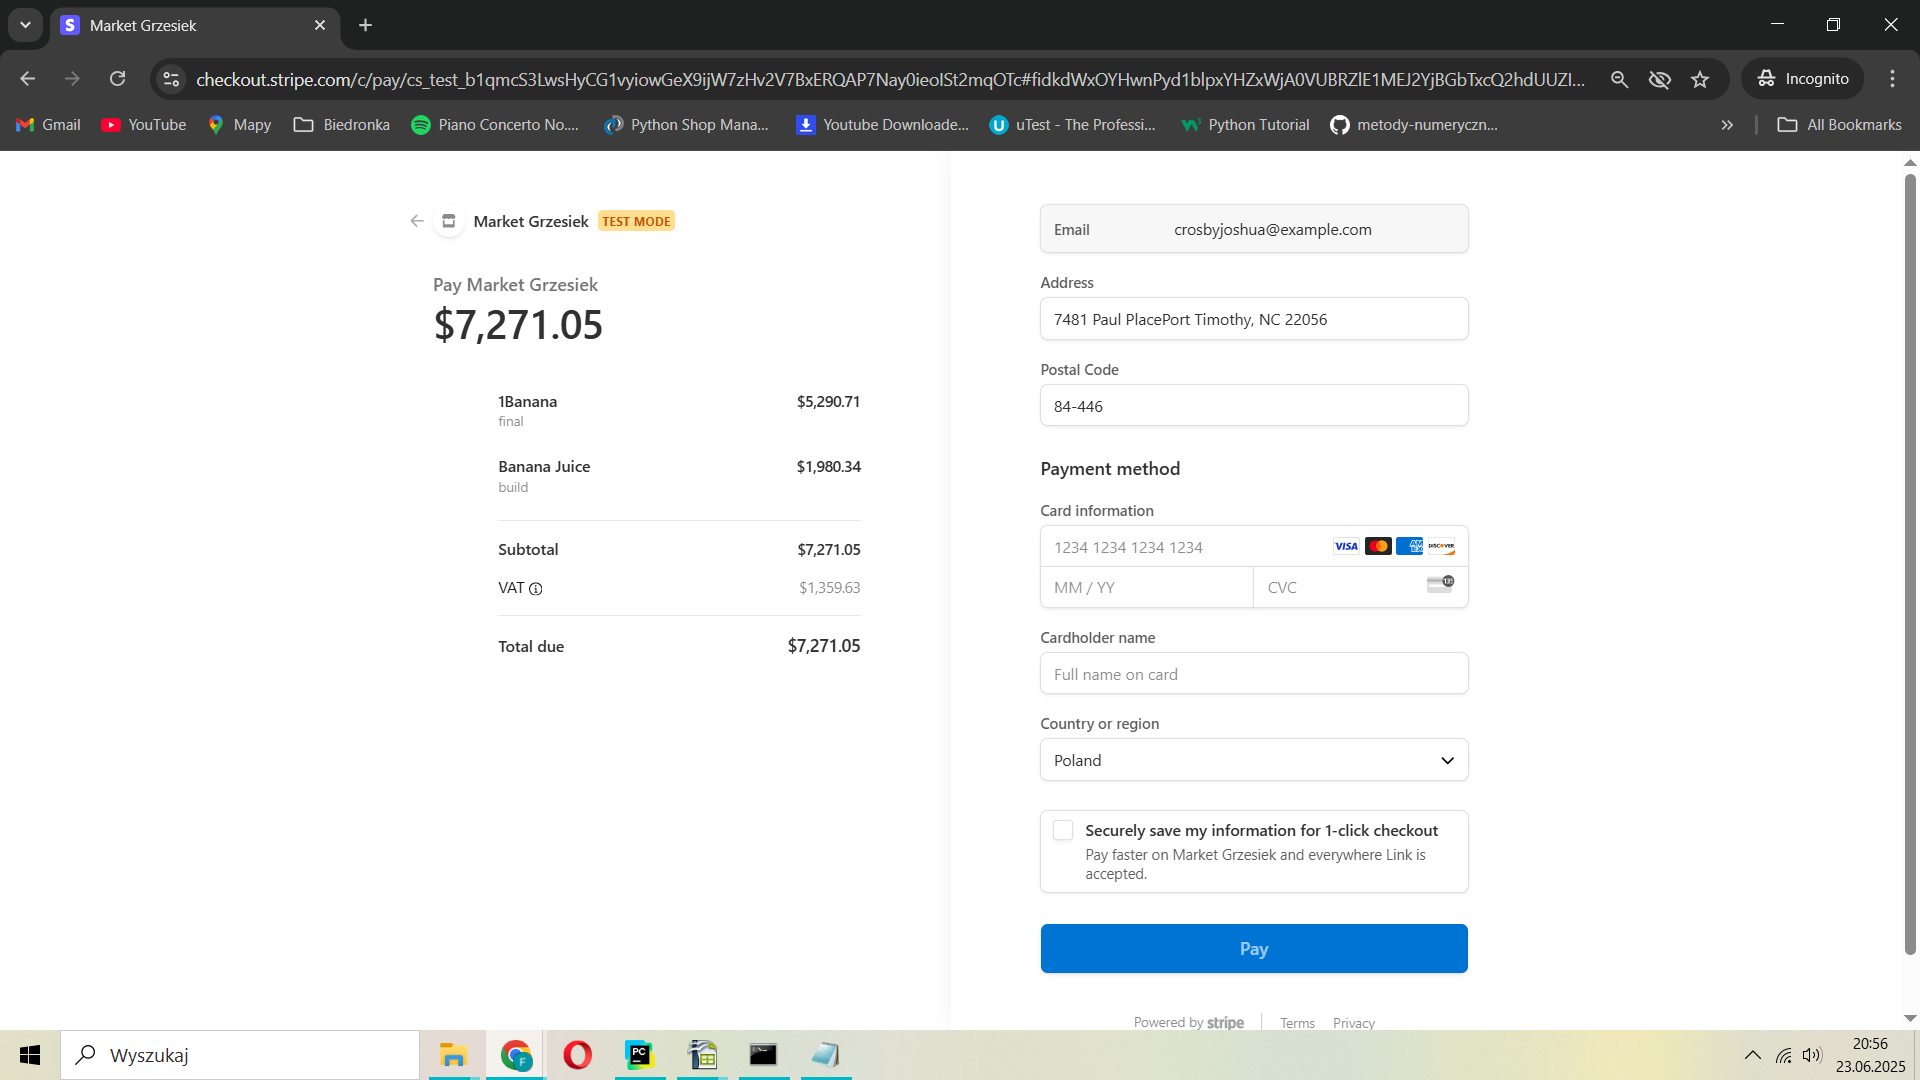 Market Grzesiek
checkout.stripe.com/c/pay/cs_test_b1qmcS3LwsHyCG1vyiowGeX9ijW7zHv2V7BxERQAP7Nay0ieoISt2mqOTc#fidkdWxOYHwnPyd1blpxYHZxWjA0VUBRZlE1MEJ2YjBGbTxcQ2hdUUZI...
Incognito
Gmail
YouTube
Mapy
Biedronka
Piano Concerto No....
Python Shop Mana...
Youtube Downloade...
uTest - The Professi...
Python Tutorial
metody-numeryczn...
All Bookmarks
Market Grzesiek TEST MODE
Pay Market Grzesiek
$7,271.05
1Banana $5,290.71
final
Banana Juice $1,980.34
build
Subtotal $7,271.05
VAT $1,359.63
Total due $7,271.05
Email crosbyjoshua@example.com
Address
7481 Paul PlacePort Timothy, NC 22056
Postal Code
84-446
Payment method
Card information
1234 1234 1234 1234 VISA AMEX DISCOVER
MM / YY CVC 135
Cardholder name
Full name on card
Country or region
Poland
Securely save my information for 1-click checkout
Pay faster on Market Grzesiek and everywhere Link is
accepted.
Pay
Powered by stripe
Terms Privacy
Wyszukaj
PC
20:56
23.06.2025